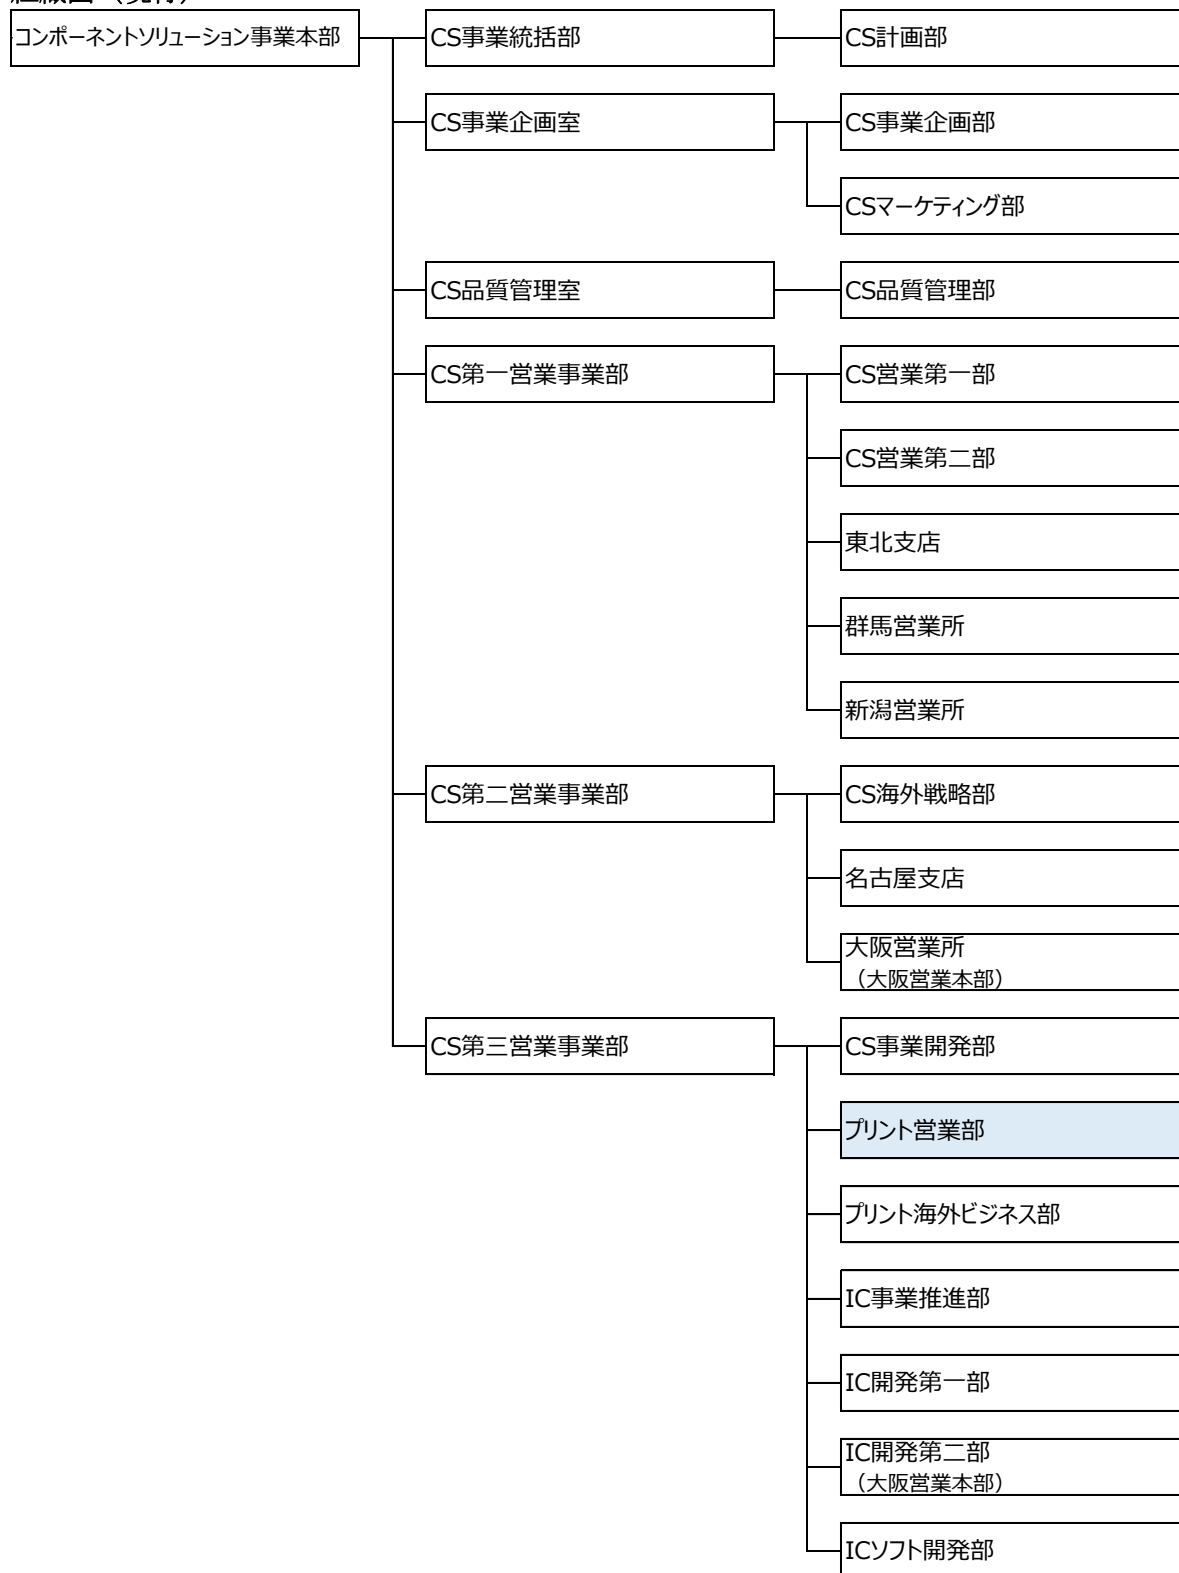 コンポーネントソリューション事業本部
CS事業統括部
CS計画部
CS事業企画室
CS事業企画部
CSマーケティング部
CS品質管理室
CS品質管理部
CS第一営業事業部
CS営業第一部
CS営業第二部
東北支店
群馬営業所
新潟営業所
CS第二営業事業部
CS海外戦略部
名古屋支店
大阪営業所
（大阪営業本部）
CS第三営業事業部
CS事業開発部
プリント営業部
プリント海外ビジネス部
IC事業推進部
IC開発第一部
IC開発第二部
（大阪営業本部）
ICソフト開発部